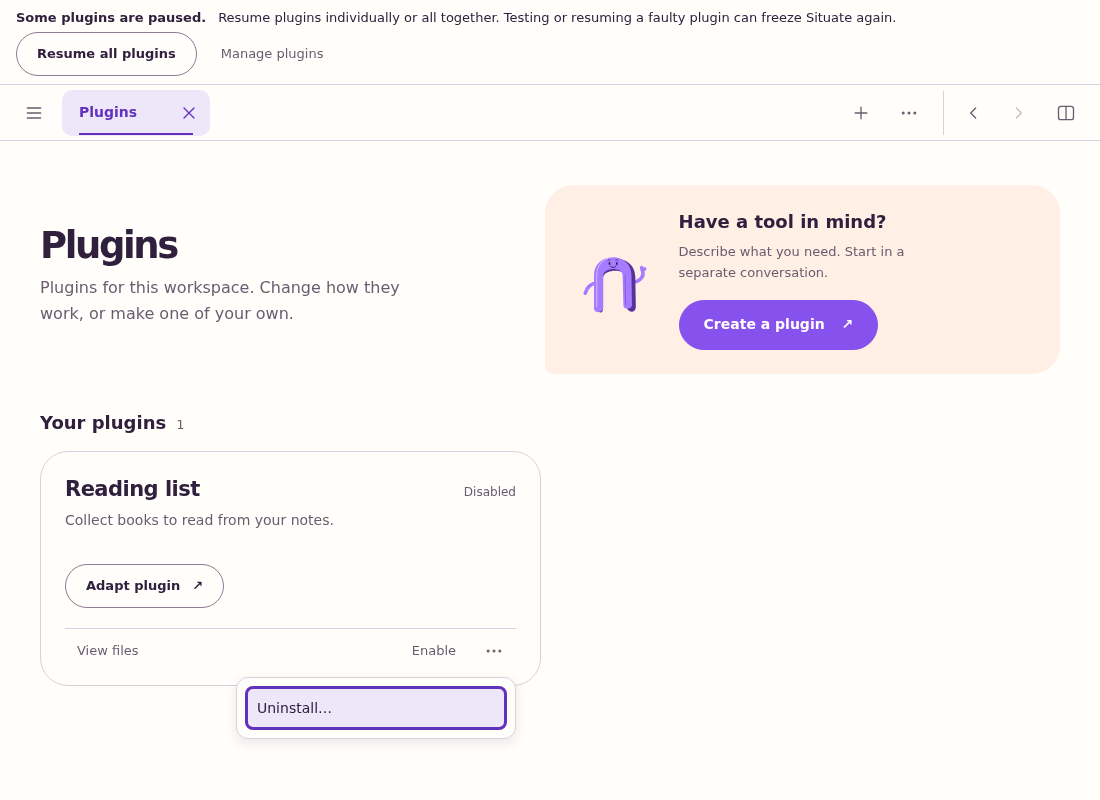 Some plugins are paused. Resume plugins individually or all together. Testing or resuming a faulty plugin can freeze Situate again.
Resume all plugins
Manage plugins
Plugins
Plugins
Plugins for this workspace. Change how they
work, or make one of your own.
Have a tool in mind?
Describe what you need. Start in a
separate conversation.
Create a plugin ↗
Your plugins 1
Reading list
Disabled
Collect books to read from your notes.
Adapt plugin ↗
View files
Enable
Uninstall…